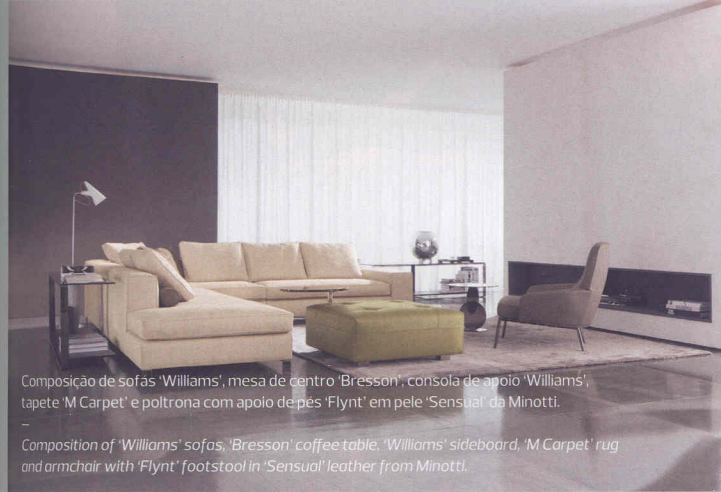 Composição de sofás 'Williams', mesa de centro 'Bresson', consola de apoio 'Williams',
tapete 'M Carpet' e poltrona com apoio de pés 'Flynt' em pele 'Sensual' da Minotti.
–
Composition of 'Williams' sofas, 'Bresson' coffee table, 'Williams' sideboard, 'M Carpet' rug
and armchair with 'Flynt' footstool in 'Sensual' leather from Minotti.